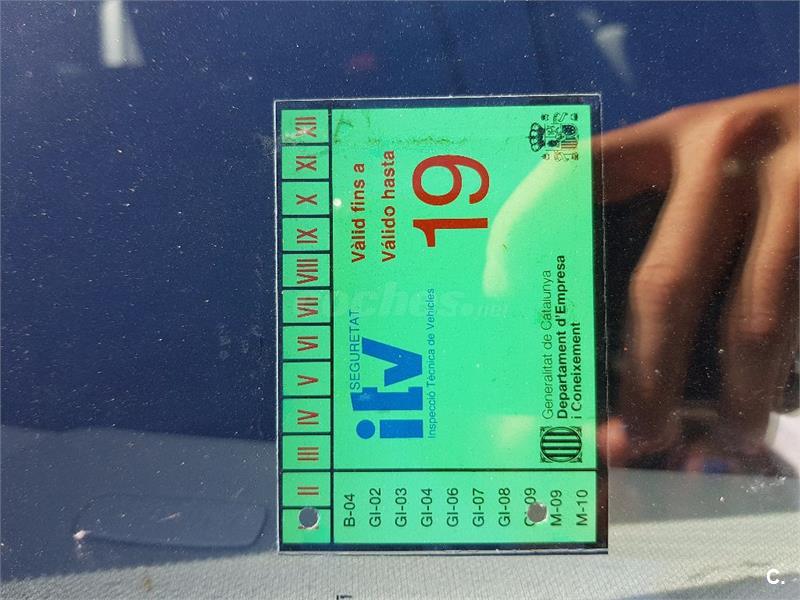 II III IV V VI VII VIII IX X XI XII
B-04
GI-02
GI-03
GI-04
GI-06
GI-07
GI-08
M-09
M-10
SEGURETAT
itv
Inspecció Tècnica de Vehicles
Vàlid fins a
Válido hasta
19
Generalitat de Catalunya
Departament d'Empresa
i Coneixement
coches.net
C.